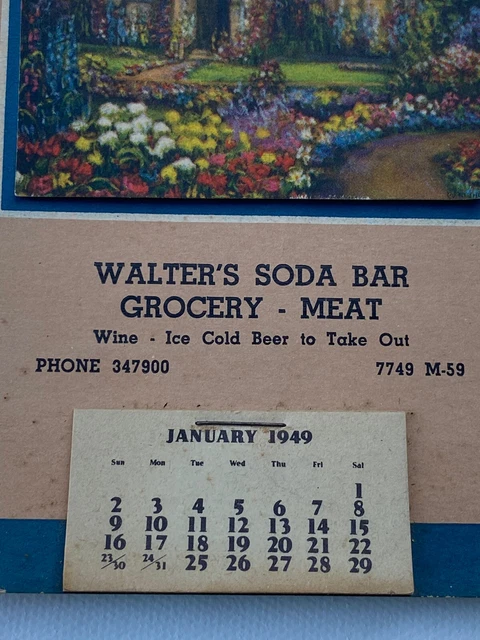 WALTER'S SODA BAR
GROCERY - MEAT
Wine - Ice Cold Beer to Take Out
PHONE 347900 7749 M-59
JANUARY 1949
Sun Mon Tue Wed Thu Fri Sat
1
2 3 4 5 6 7 8
9 10 11 12 13 14 15
16 17 18 19 20 21 22
23/30 24/31 25 26 27 28 29